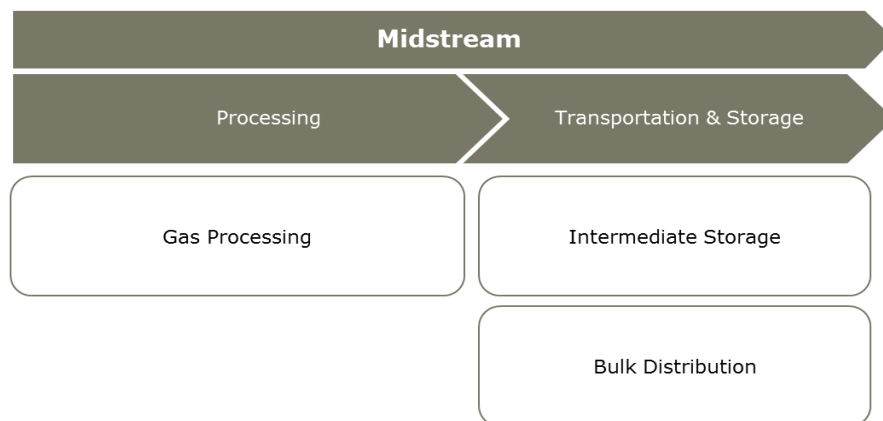 Midstream
Processing
Transportation & Storage
Gas Processing
Intermediate Storage
Bulk Distribution